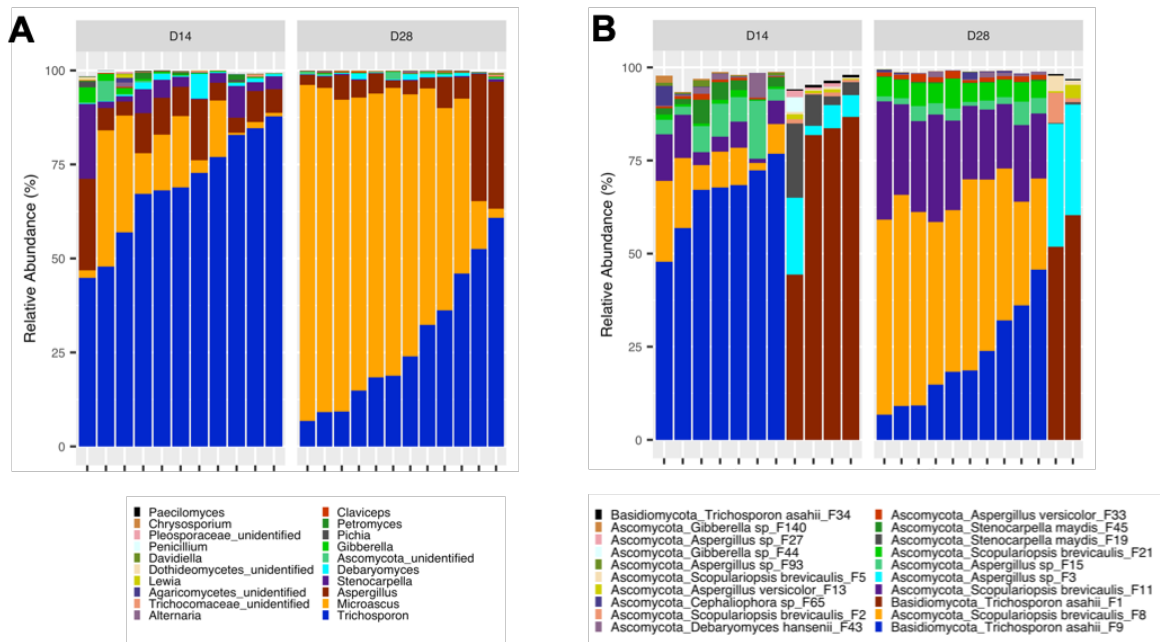 A
D14
D28
Relative Abundance (%)
100
75
50
25
0
Paecilomyces
Chrysosporium
Pleosporaceae_unidentified
Penicillium
Davidiella
Dothideomycetes_unidentified
Lewia
Agaricomycetes_unidentified
Trichocomaceae_unidentified
Alternaria
Claviceps
Petromyces
Pichia
Gibberella
Ascomycota_unidentified
Debaryomyces
Stenocarpella
Aspergillus
Microascus
Trichosporon
B
D14
D28
Relative Abundance (%)
100
75
50
25
0
Basidiomycota_Trichosporon asahii_F34
Ascomycota_Gibberella sp_F140
Ascomycota_Aspergillus sp_F27
Ascomycota_Gibberella sp_F44
Ascomycota_Aspergillus sp_F93
Ascomycota_Scopulariopsis brevicaulis_F5
Ascomycota_Aspergillus versicolor_F13
Ascomycota_Cephaliophora sp_F65
Ascomycota_Scopulariopsis brevicaulis_F2
Ascomycota_Debaryomyces hansenii_F43
Ascomycota_Aspergillus versicolor_F33
Ascomycota_Stenocarpella maydis_F45
Ascomycota_Stenocarpella maydis_F19
Ascomycota_Scopulariopsis brevicaulis_F21
Ascomycota_Aspergillus sp_F15
Ascomycota_Aspergillus sp_F3
Ascomycota_Scopulariopsis brevicaulis_F11
Basidiomycota_Trichosporon asahii_F1
Ascomycota_Scopulariopsis brevicaulis_F8
Basidiomycota_Trichosporon asahii_F9